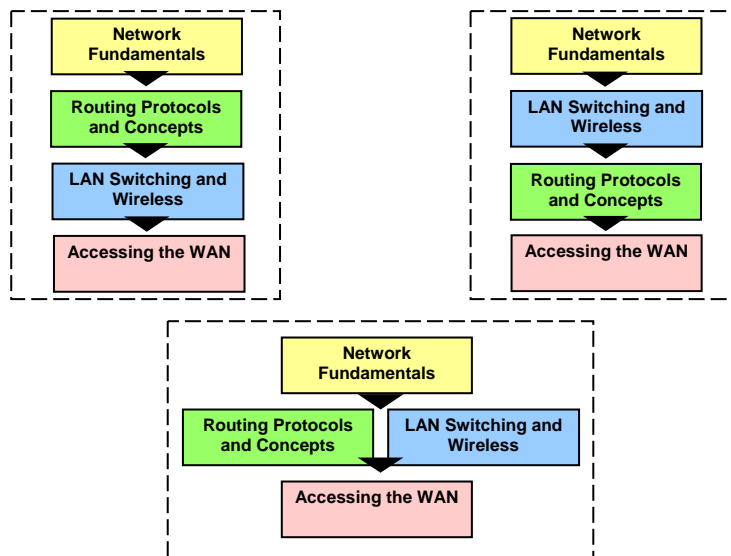 Network
Fundamentals
Routing Protocols
and Concepts
LAN Switching and
Wireless
Accessing the WAN
Network
Fundamentals
LAN Switching and
Wireless
Routing Protocols
and Concepts
Accessing the WAN
Network
Fundamentals
Routing Protocols
and Concepts
LAN Switching and
Wireless
Accessing the WAN